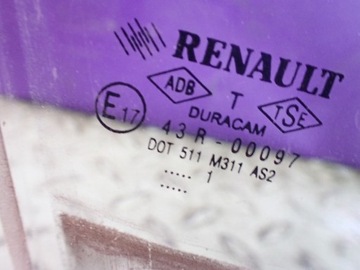 RENAULT
ADB T TSE
E17 DURACAM
43R-00097
DOT 511 M311 AS2
..... 1
.....